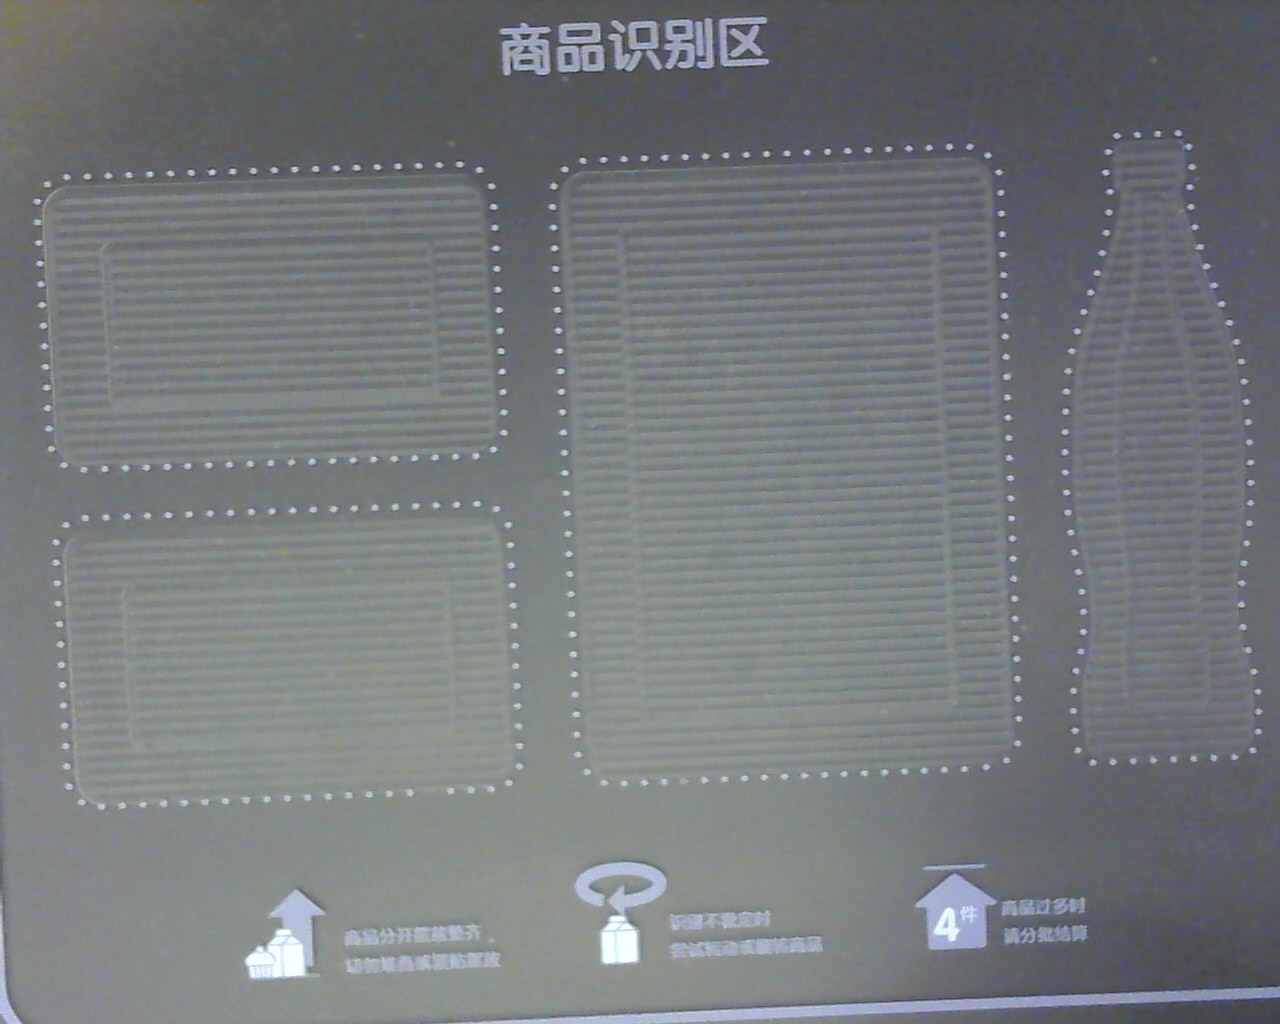 商品识别区
商品分开摆放整齐
切勿堆叠或紧贴摆放
识别不稳定时
尝试转动或翻转商品
4件
商品过多时
请分批结算